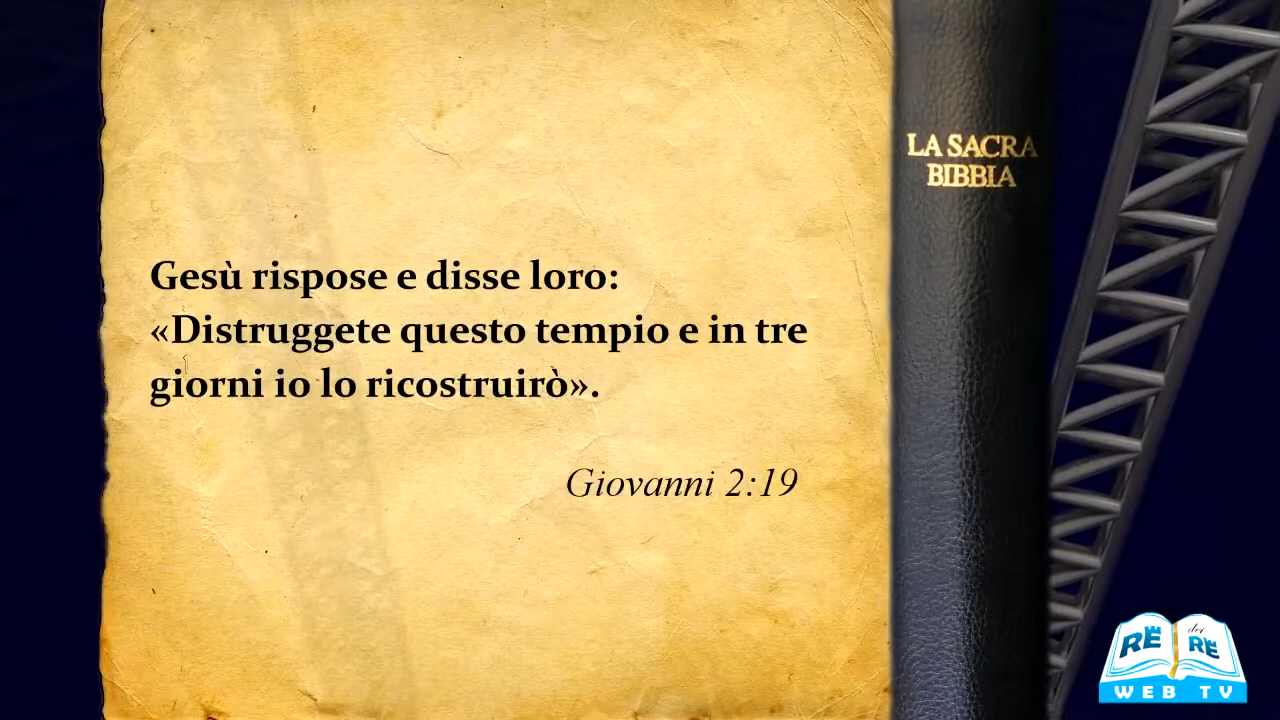 LA SACRA
BIBBIA
Gesù rispose e disse loro:
«Distruggete questo tempio e in tre
giorni io lo ricostruirò».
Giovanni 2:19
RE dei RE
WEB TV